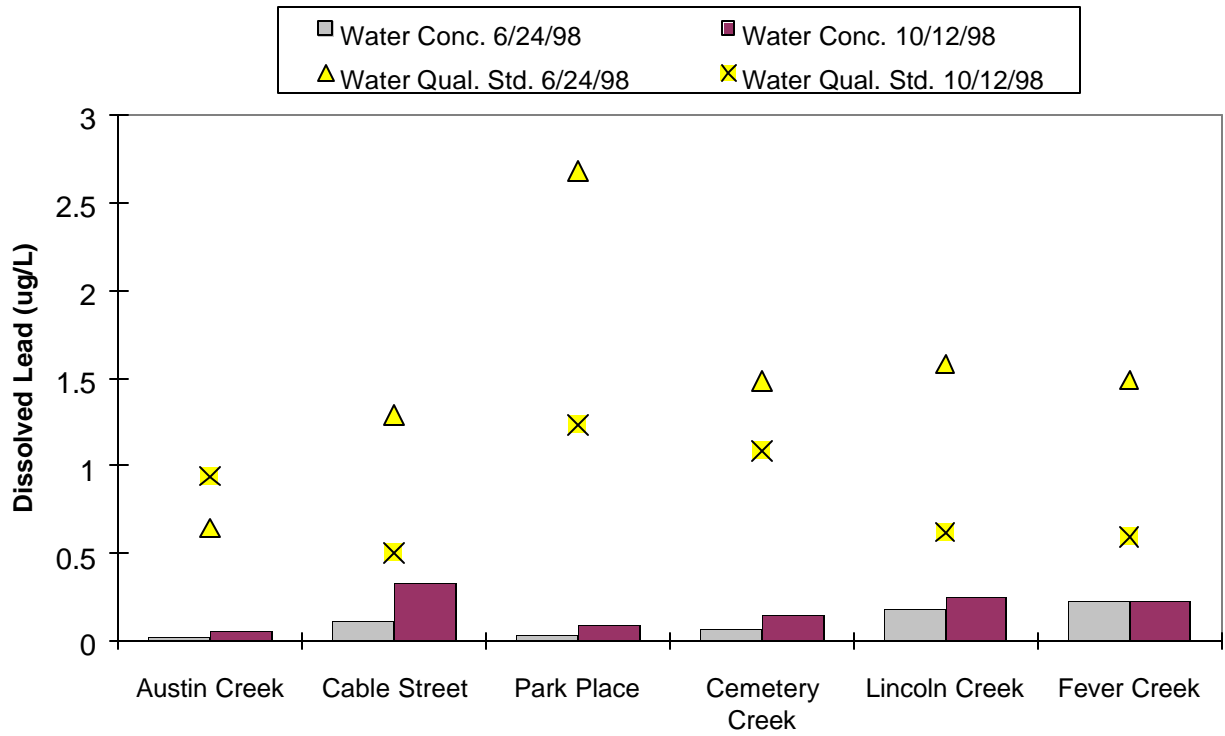 Water Conc. 6/24/98
Water Conc. 10/12/98
Water Qual. Std. 6/24/98
Water Qual. Std. 10/12/98
3
2.5
2
1.5
1
0.5
0
Dissolved Lead (ug/L)
Austin Creek
Cable Street
Park Place
Cemetery
Creek
Lincoln Creek
Fever Creek